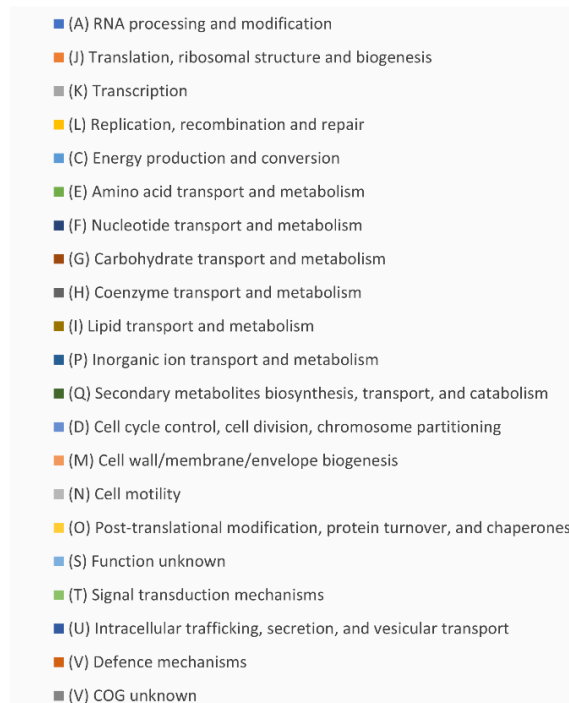 (A) RNA processing and modification
(J) Translation, ribosomal structure and biogenesis
(K) Transcription
(L) Replication, recombination and repair
(C) Energy production and conversion
(E) Amino acid transport and metabolism
(F) Nucleotide transport and metabolism
(G) Carbohydrate transport and metabolism
(H) Coenzyme transport and metabolism
(I) Lipid transport and metabolism
(P) Inorganic ion transport and metabolism
(Q) Secondary metabolites biosynthesis, transport, and catabolism
(D) Cell cycle control, cell division, chromosome partitioning
(M) Cell wall/membrane/envelope biogenesis
(N) Cell motility
(O) Post-translational modification, protein turnover, and chaperones
(S) Function unknown
(T) Signal transduction mechanisms
(U) Intracellular trafficking, secretion, and vesicular transport
(V) Defence mechanisms
(V) COG unknown